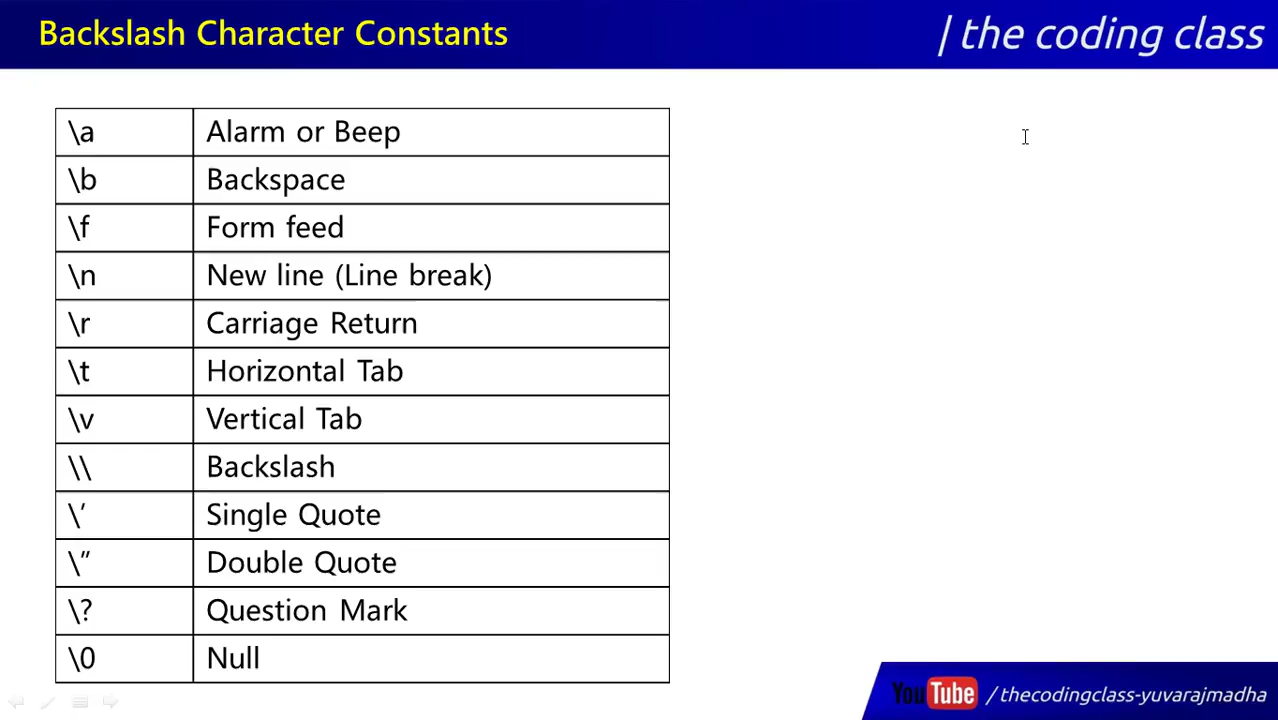 Backslash Character Constants
/ the coding class
\a Alarm or Beep
\b Backspace
\f Form feed
\n New line (Line break)
\r Carriage Return
\t Horizontal Tab
\v Vertical Tab
\\ Backslash
\’ Single Quote
\” Double Quote
\? Question Mark
\0 Null
YouTube / thecodingclass-yuvarajmadha